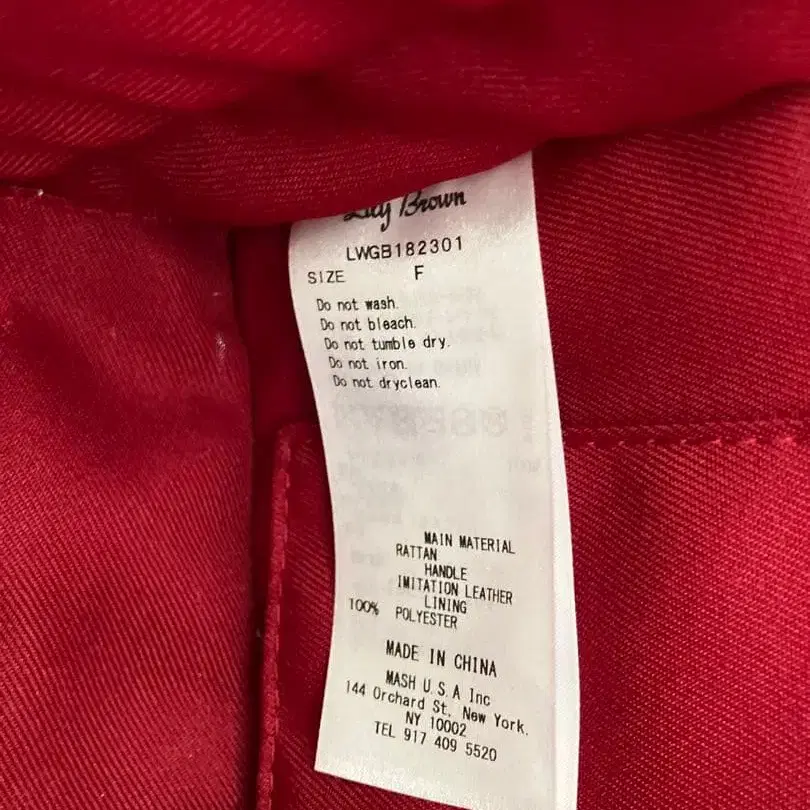 Lily Brown
LWGB182301
SIZE F
Do not wash.
Do not bleach.
Do not tumble dry.
Do not iron.
Do not dryclean.
MAIN MATERIAL
RATTAN
HANDLE
IMITATION LEATHER
LINING
100% POLYESTER
MADE IN CHINA
MASH U.S.A Inc
144 Orchard St, New York,
NY 10002
TEL 917 409 5520